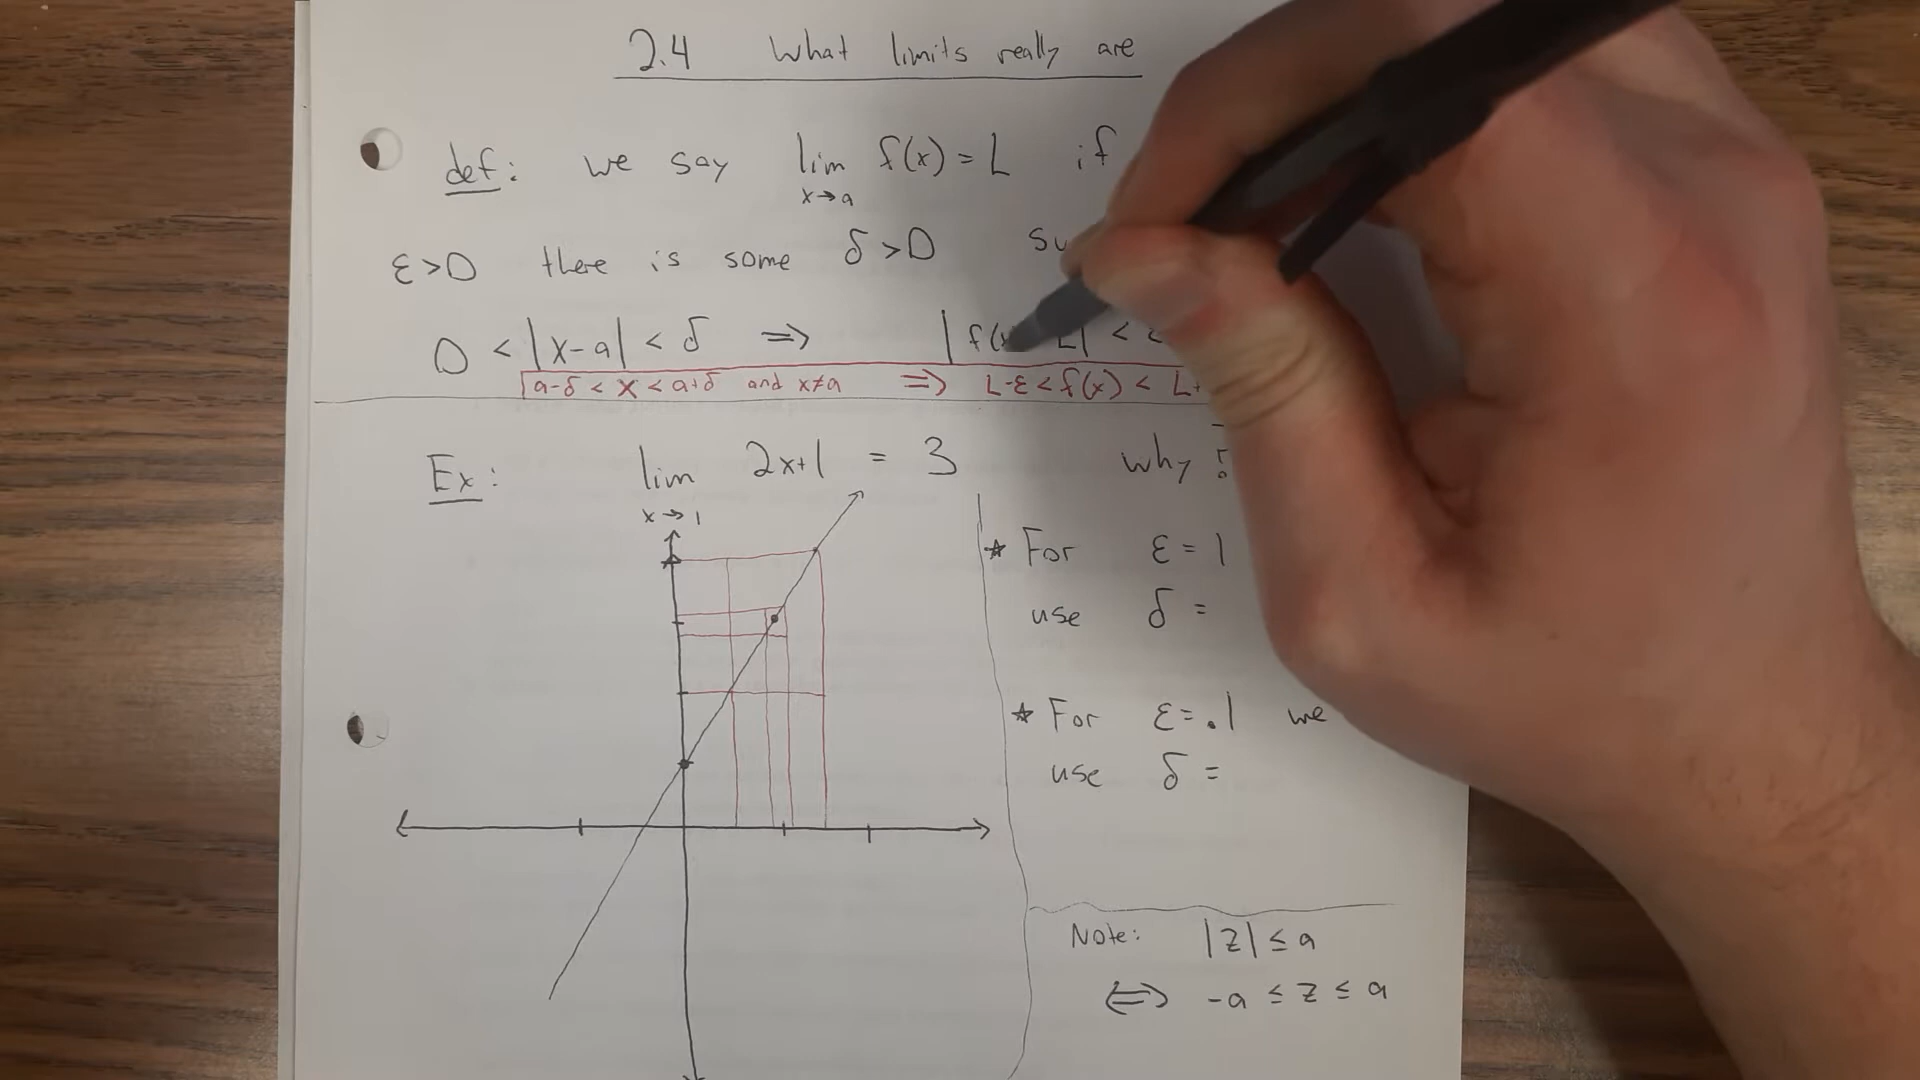 2.4 What limits really are
def: we say lim f(x) = L if
x→a
ε>0 there is some δ>0
0 < |x-a| < δ ⇒ |f(x L| <
a-δ < x < a+δ and x≠a ⇒ L-ε < f(x) < L+
Ex: lim 2x+1 = 3 why ?
x→1
★ For ε = 1
use δ =
★ For ε = .1 we
use δ =
Note: |z| ≤ a
⇔ -a ≤ z ≤ a